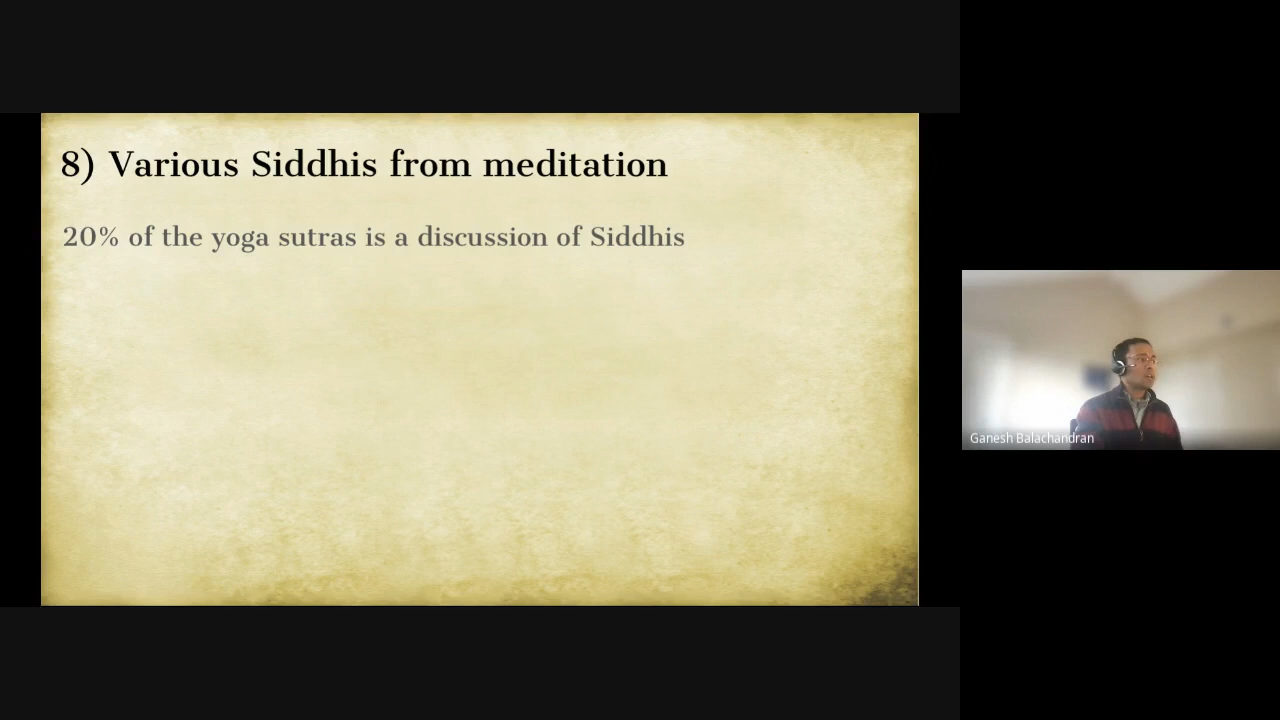 8) Various Siddhis from meditation
20% of the yoga sutras is a discussion of Siddhis
Ganesh Balachandran